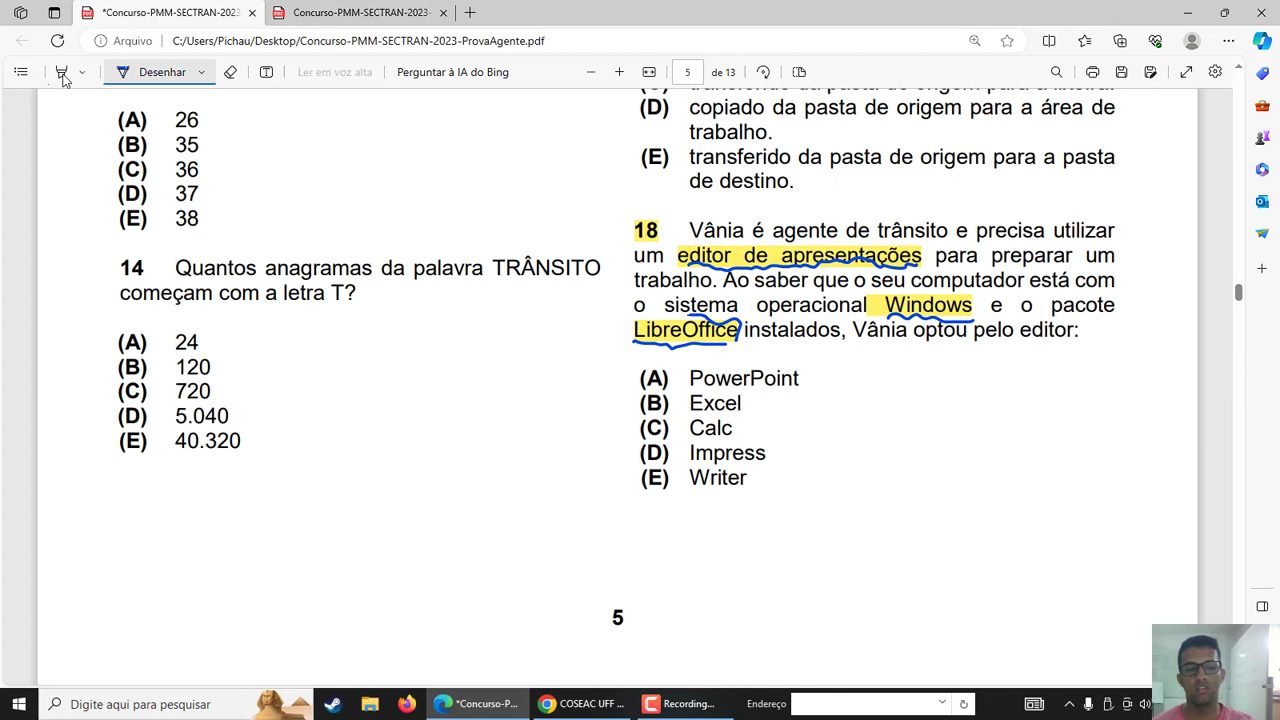 *Concurso-PMM-SECTRAN-2023
Concurso-PMM-SECTRAN-2023-P
Arquivo
C:/Users/Pichau/Desktop/Concurso-PMM-SECTRAN-2023-ProvaAgente.pdf
Desenhar
Ler em voz alta
Perguntar à IA do Bing
5
de 13
(A) 26
(B) 35
(C) 36
(D) 37
(E) 38
14 Quantos anagramas da palavra TRÂNSITO
começam com a letra T?
(A) 24
(B) 120
(C) 720
(D) 5.040
(E) 40.320
(D) copiado da pasta de origem para a área de
trabalho.
(E) transferido da pasta de origem para a pasta
de destino.
18 Vânia é agente de trânsito e precisa utilizar
um editor de apresentações para preparar um
trabalho. Ao saber que o seu computador está com
o sistema operacional Windows e o pacote
LibreOffice instalados, Vânia optou pelo editor:
(A) PowerPoint
(B) Excel
(C) Calc
(D) Impress
(E) Writer
5
Digite aqui para pesquisar
*Concurso-P...
COSEAC UFF ...
Recording...
Endereço